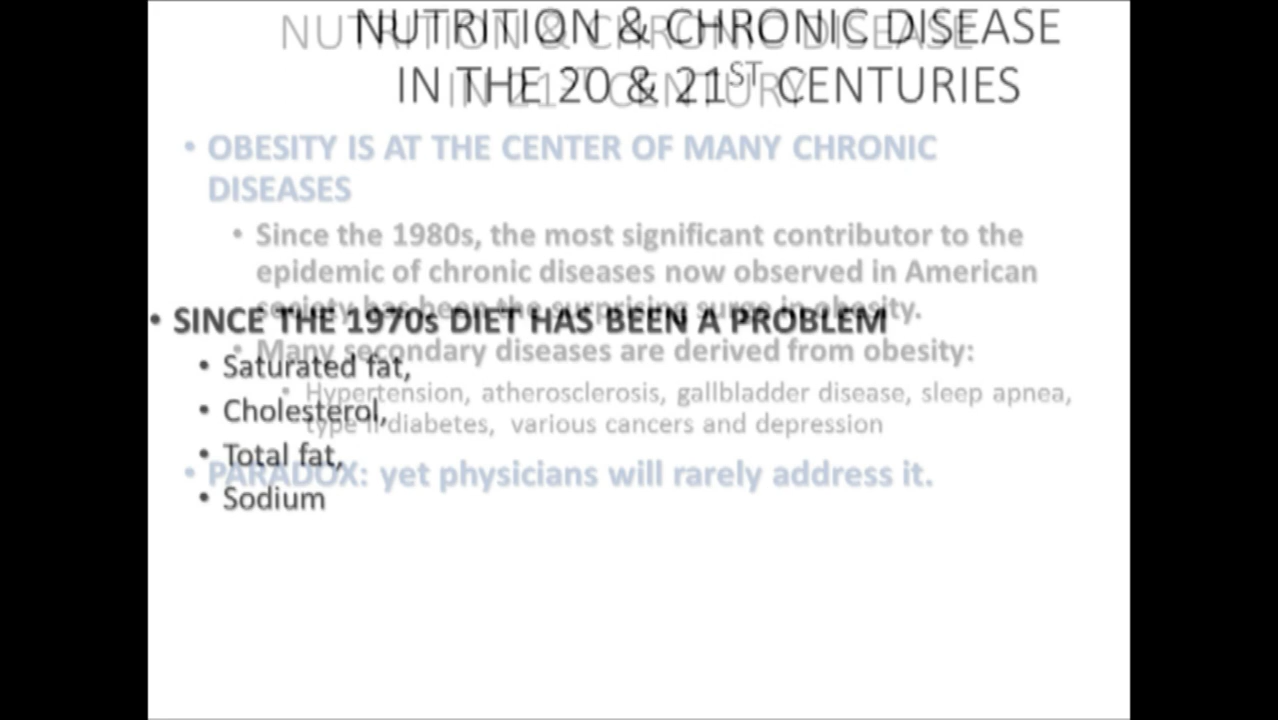 NUTRITION & CHRONIC DISEASE
IN THE 20 & 21ST CENTURIES
• SINCE THE 1970s DIET HAS BEEN A PROBLEM
• Saturated fat,
• Cholesterol,
• Total fat,
• Sodium
NUTRITION & CHRONIC DISEASE
IN 21ST CENTURY
• OBESITY IS AT THE CENTER OF MANY CHRONIC
DISEASES
• Since the 1980s, the most significant contributor to the
epidemic of chronic diseases now observed in American
society has been the surprising surge in obesity.
• Many secondary diseases are derived from obesity:
• Hypertension, atherosclerosis, gallbladder disease, sleep apnea,
type II diabetes, various cancers and depression
• PARADOX: yet physicians will rarely address it.